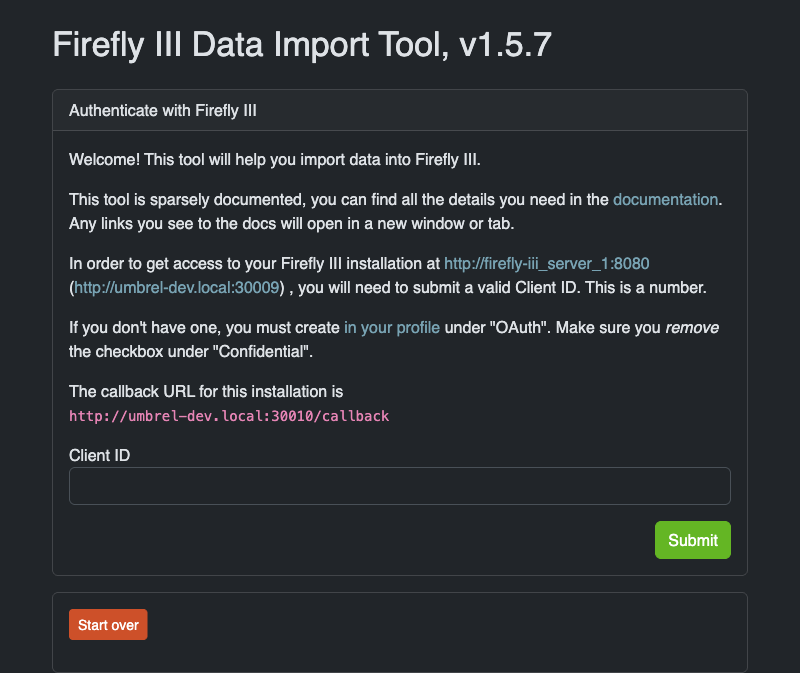 Firefly III Data Import Tool, v1.5.7
Authenticate with Firefly III
Welcome! This tool will help you import data into Firefly III.
This tool is sparsely documented, you can find all the details you need in the documentation.
Any links you see to the docs will open in a new window or tab.
In order to get access to your Firefly III installation at http://firefly-iii_server_1:8080
(http://umbrel-dev.local:30009) , you will need to submit a valid Client ID. This is a number.
If you don't have one, you must create in your profile under "OAuth". Make sure you remove
the checkbox under "Confidential".
The callback URL for this installation is
http://umbrel-dev.local:30010/callback
Client ID
Submit
Start over